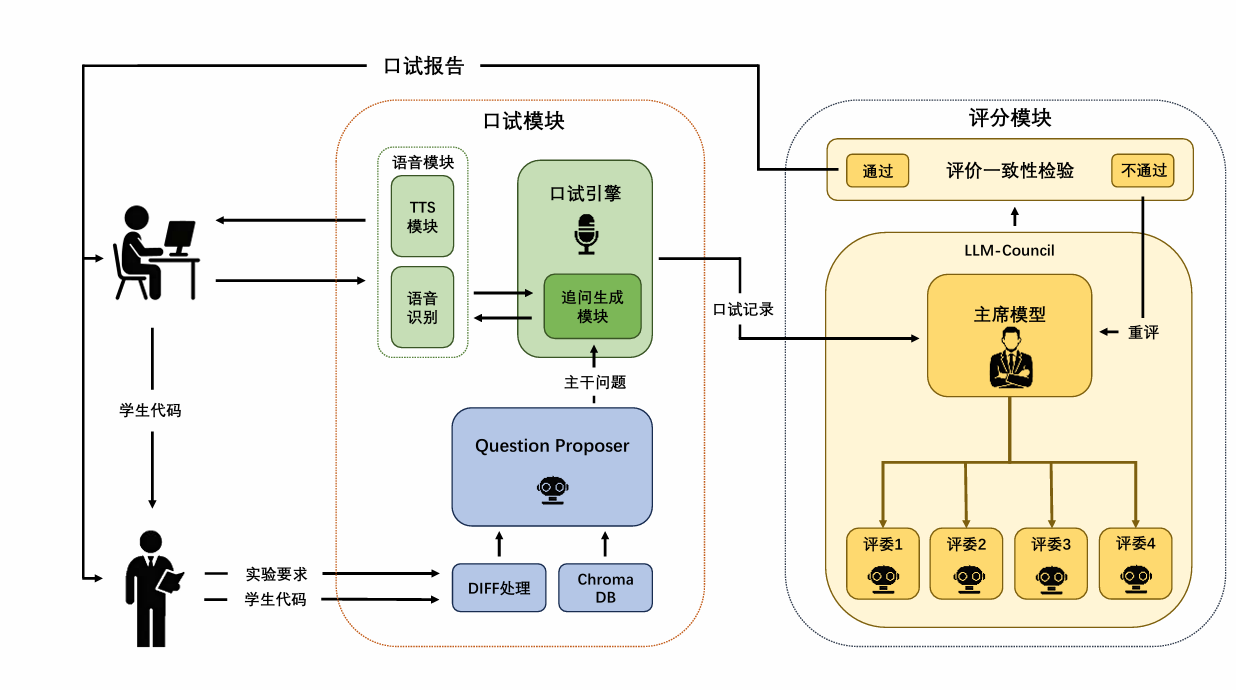 口试报告
口试模块
语音模块
TTS
模块
语音
识别
口试引擎
追问生成
模块
主干问题
Question Proposer
DIFF处理
Chroma
DB
学生代码
实验要求
学生代码
口试记录
评分模块
通过
评价一致性检验
不通过
LLM-Council
主席模型
重评
评委1
评委2
评委3
评委4